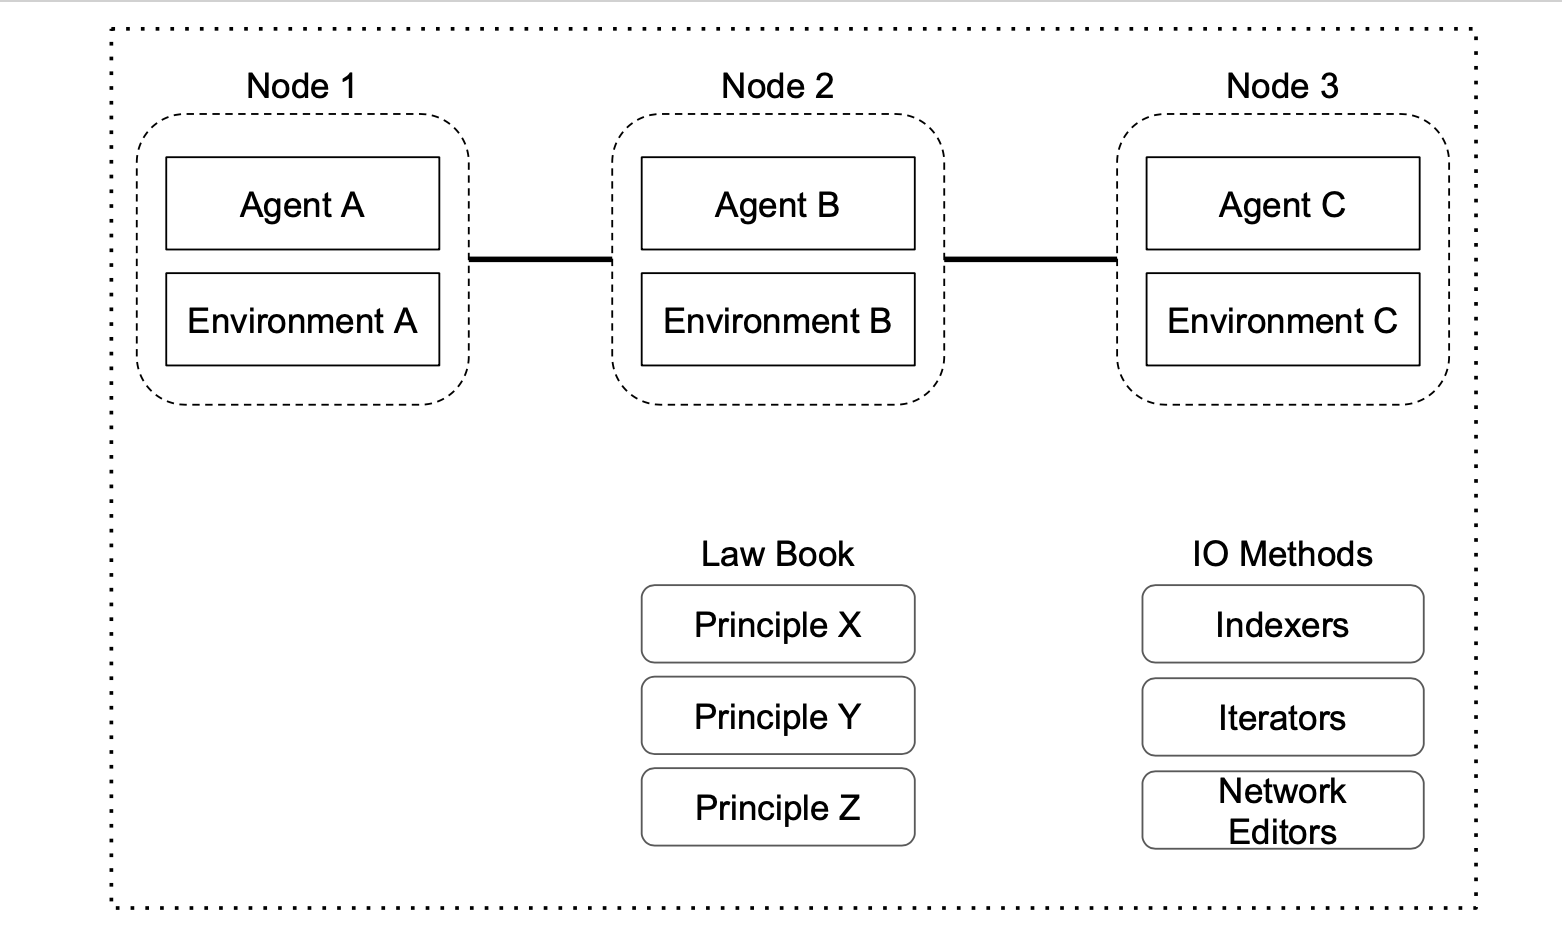 Node 1
Node 2
Node 3
Agent A
Agent B
Agent C
Environment A
Environment B
Environment C
Law Book
IO Methods
Principle X
Indexers
Principle Y
Iterators
Principle Z
Network
Editors